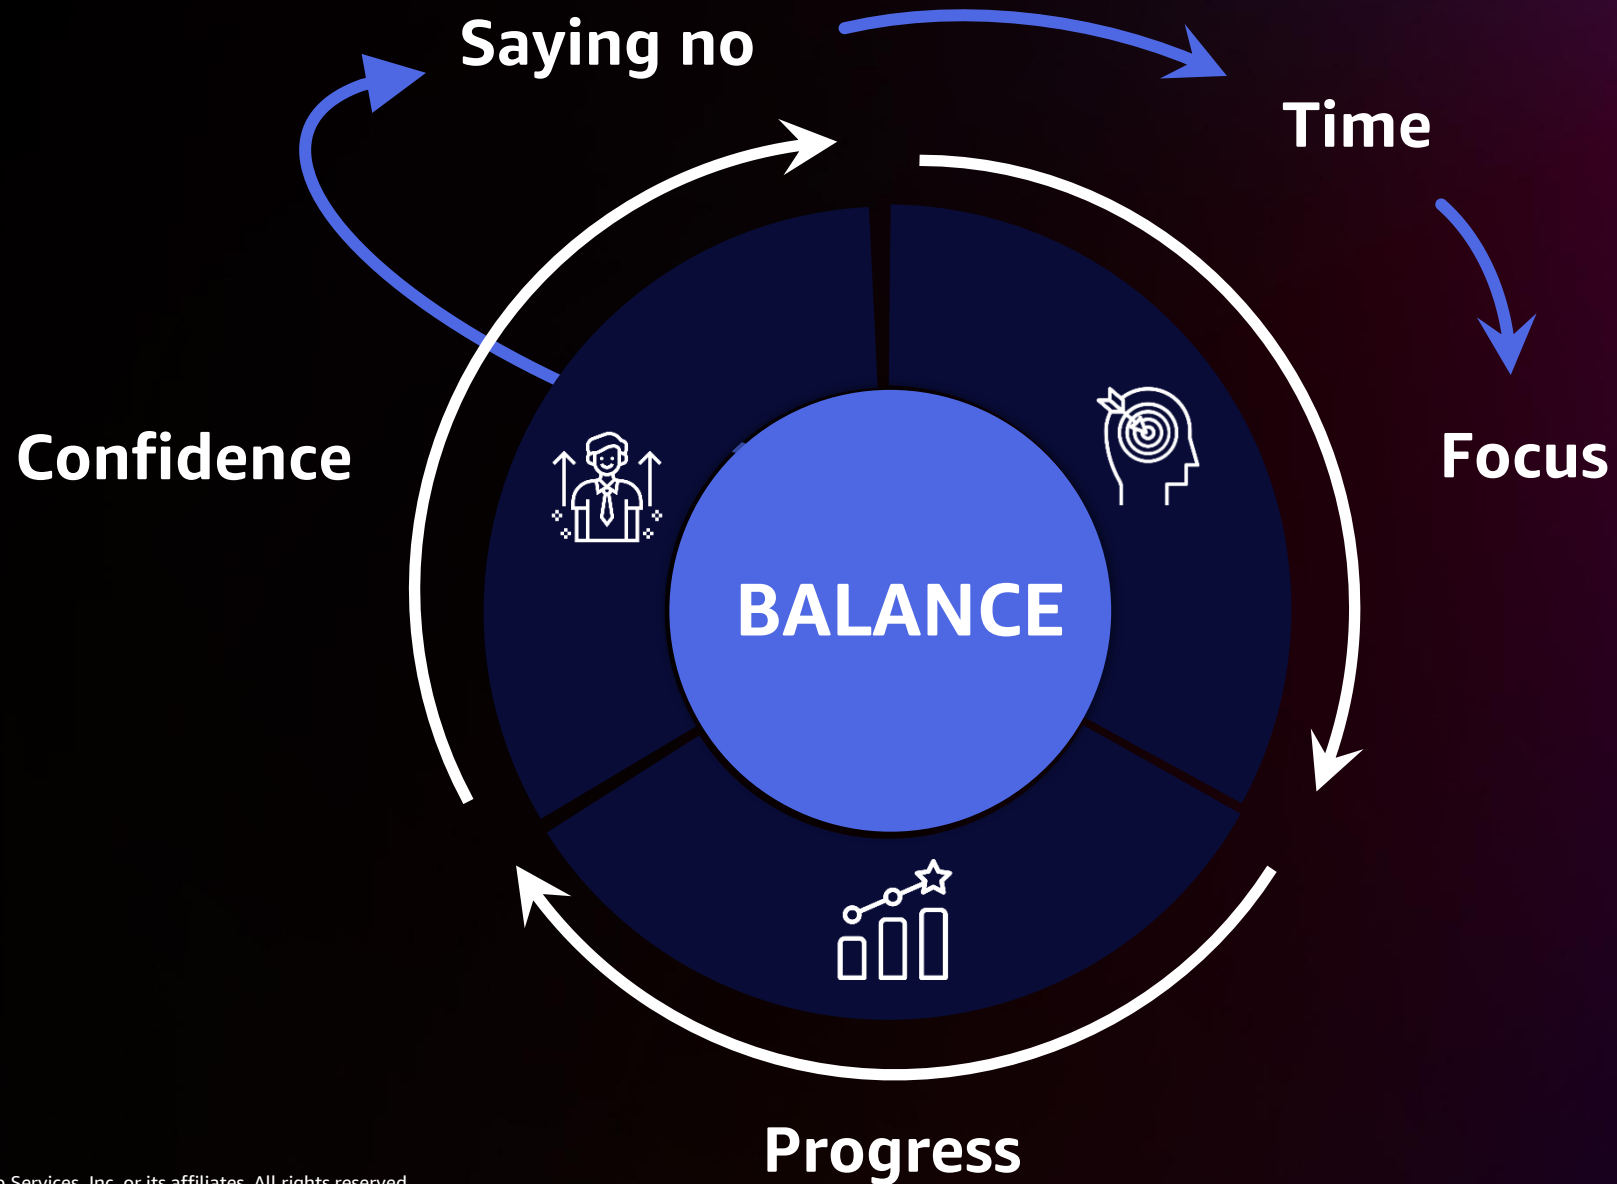 Saying no
Time
Confidence
Focus
BALANCE
Progress
Services, Inc. or its affiliates. All rights reserved.